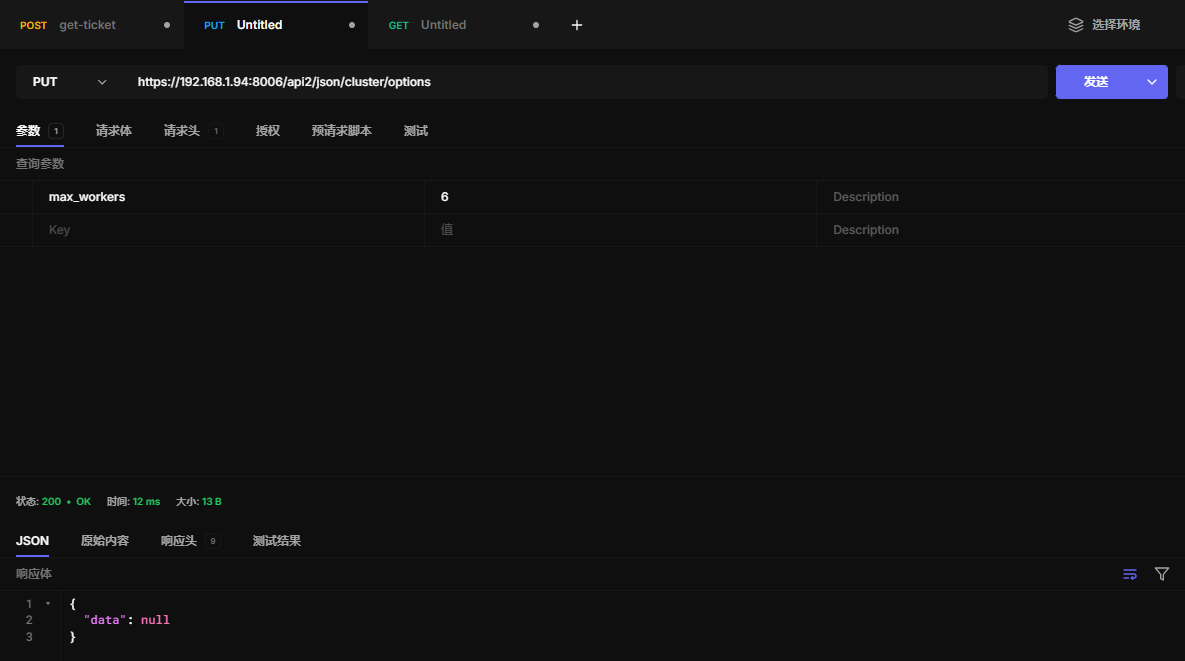 POST get-ticket PUT Untitled GET Untitled + 选择环境
PUT https://192.168.1.94:8006/api2/json/cluster/options 发送
参数 1 请求体 请求头 1 授权 预请求脚本 测试
查询参数
max_workers 6 Description
Key 值 Description
状态: 200 • OK 时间: 12 ms 大小: 13 B
JSON 原始内容 响应头 9 测试结果
响应体
1 {
2 "data": null
3 }